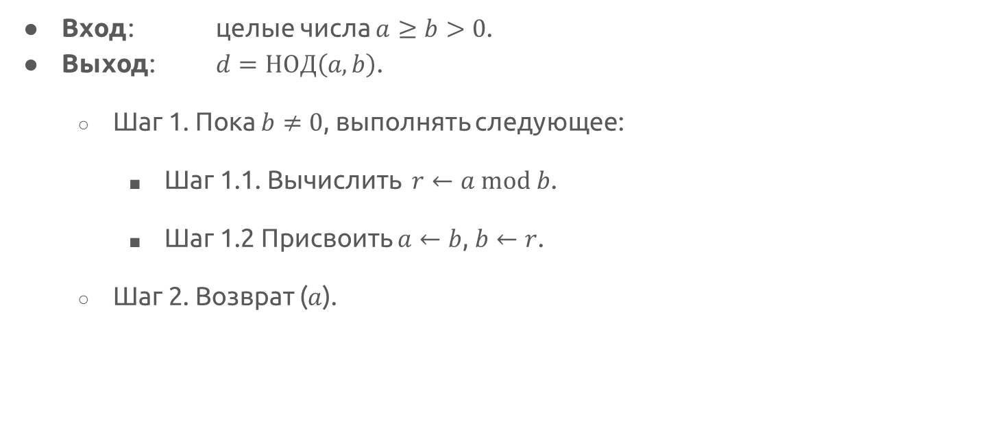 ● Вход: целые числа a ≥ b > 0.
● Выход: d = НОД(a, b).
○ Шаг 1. Пока b ≠ 0, выполнять следующее:
■ Шаг 1.1. Вычислить r ← a mod b.
■ Шаг 1.2 Присвоить a ← b, b ← r.
○ Шаг 2. Возврат (a).